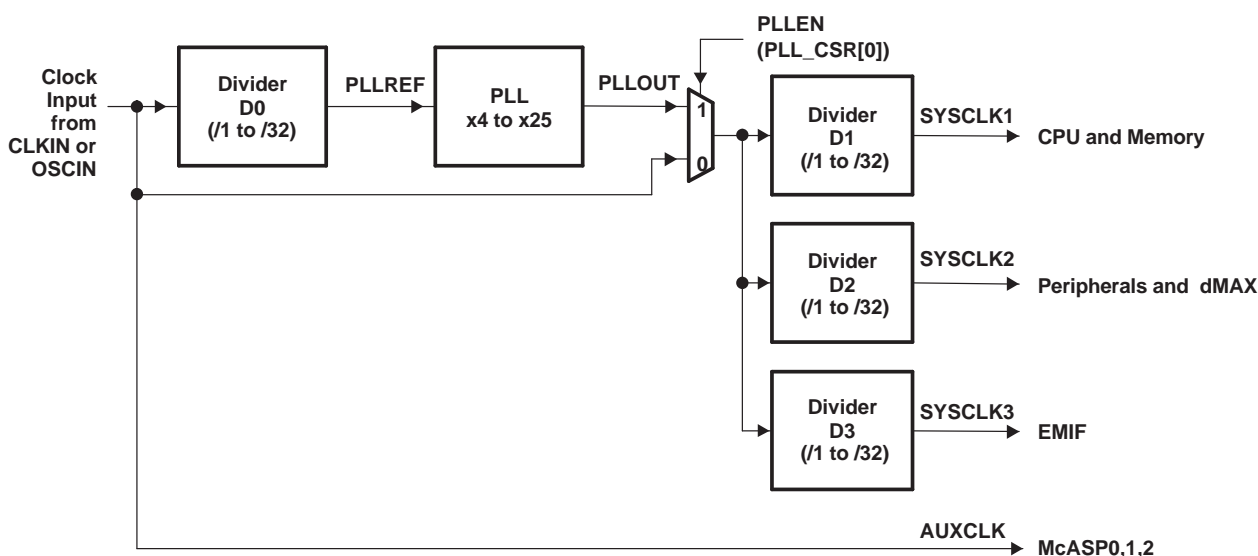 PLLEN
(PLL_CSR[0])
Clock
Input
from
CLKIN or
OSCIN
Divider
D0
(/1 to /32)
PLLREF
PLL
x4 to x25
PLLOUT
1
0
Divider
D1
(/1 to /32)
SYSCLK1
CPU and Memory
Divider
D2
(/1 to /32)
SYSCLK2
Peripherals and dMAX
Divider
D3
(/1 to /32)
SYSCLK3
EMIF
AUXCLK
McASP0,1,2